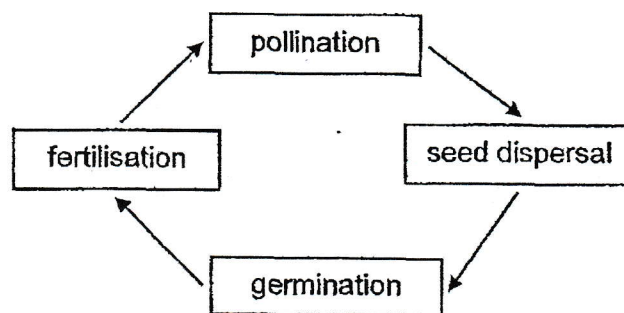 pollination
fertilisation
seed dispersal
germination